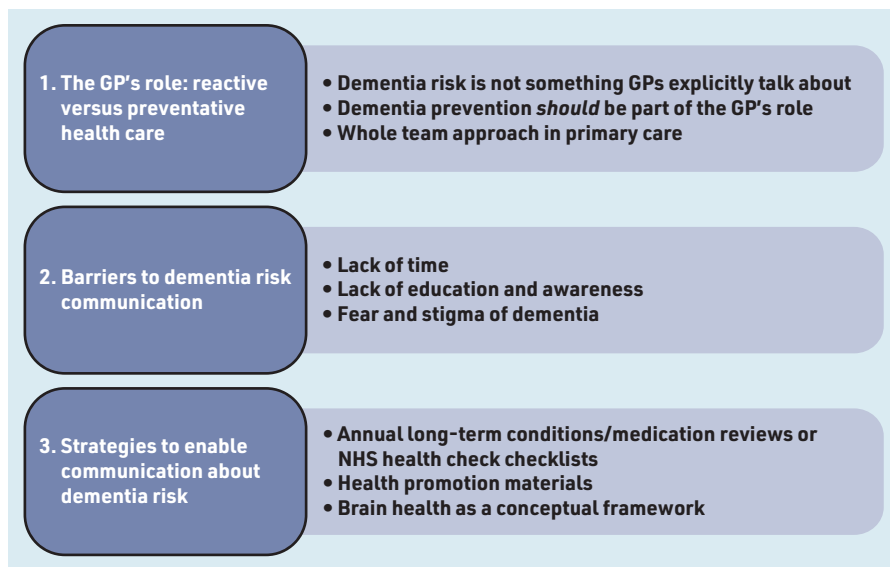 1. The GP's role: reactive
versus preventative
health care
• Dementia risk is not something GPs explicitly talk about
• Dementia prevention should be part of the GP's role
• Whole team approach in primary care
2. Barriers to dementia risk
communication
• Lack of time
• Lack of education and awareness
• Fear and stigma of dementia
3. Strategies to enable
communication about
dementia risk
• Annual long-term conditions/medication reviews or
NHS health check checklists
• Health promotion materials
• Brain health as a conceptual framework